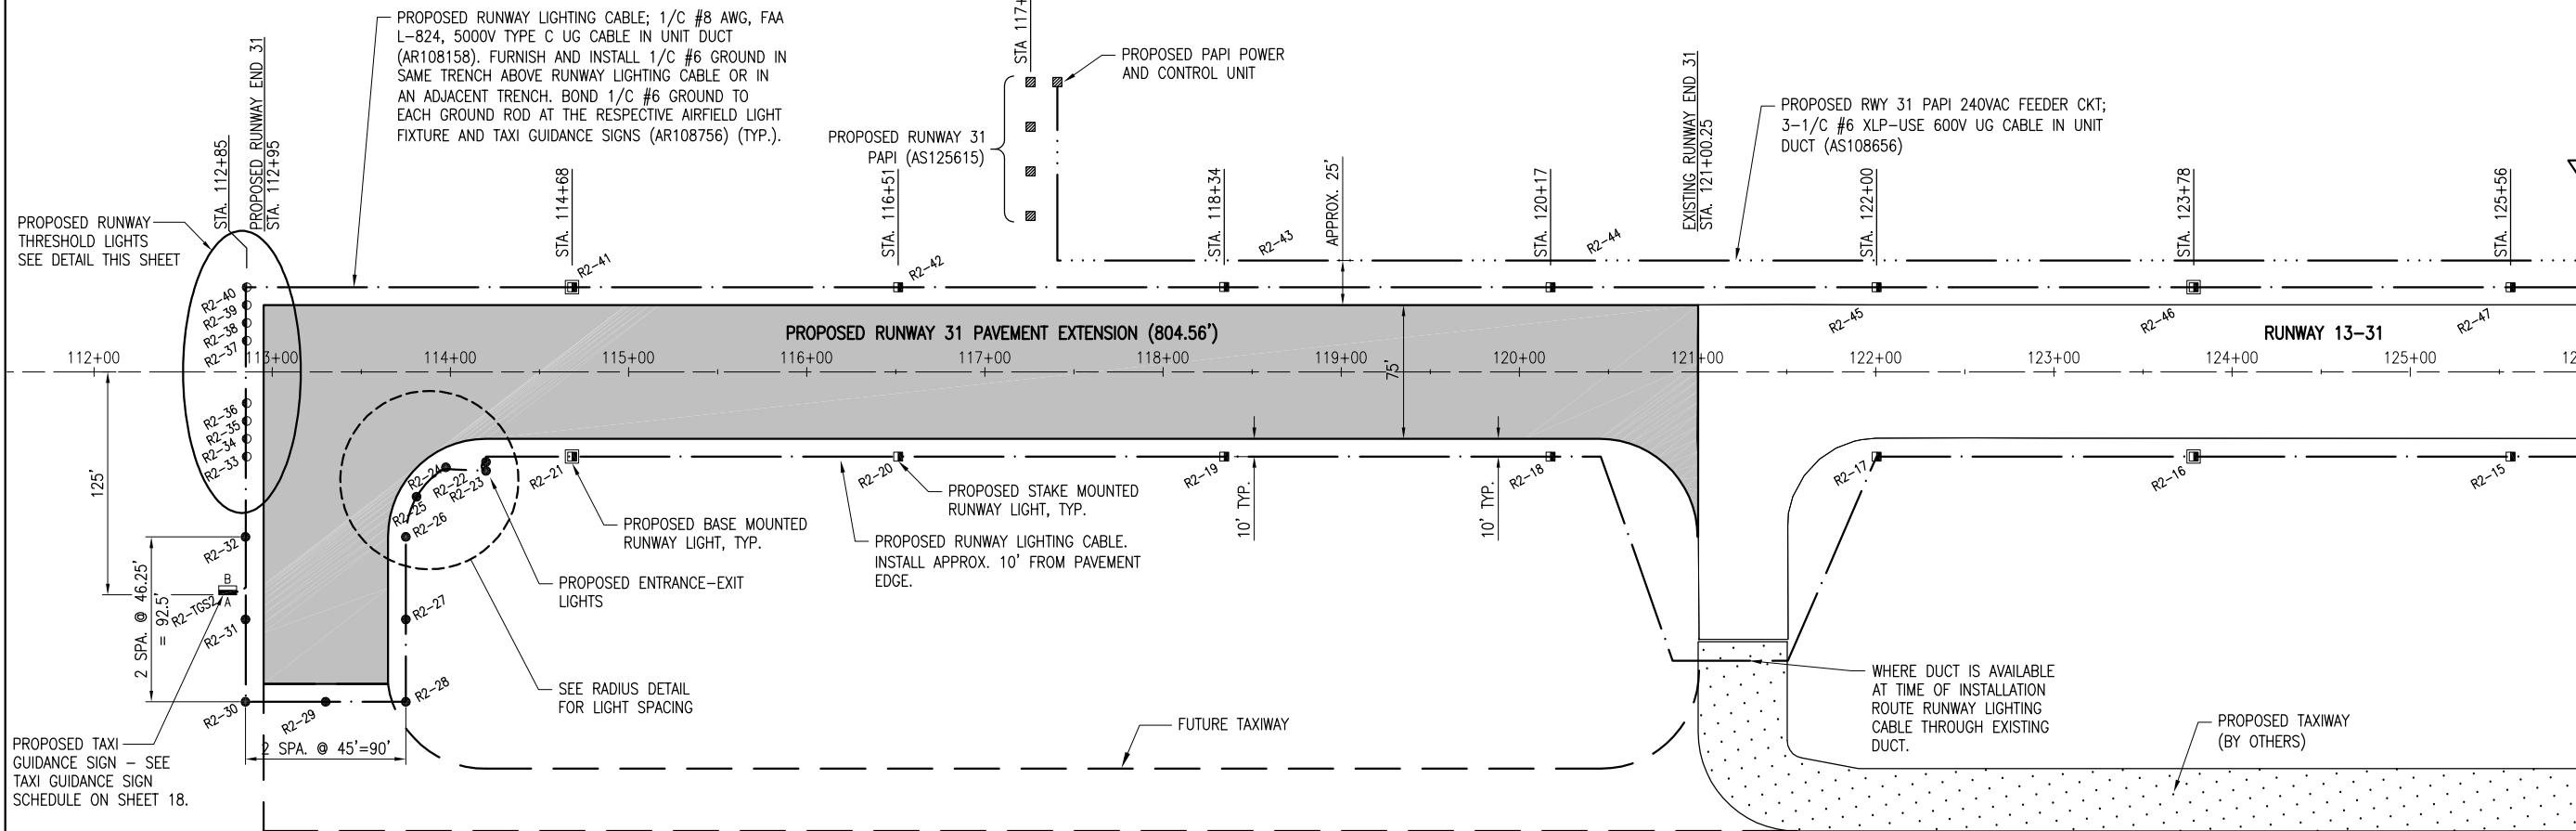 PROPOSED RUNWAY LIGHTING CABLE; 1/C #8 AWG, FAA
L-824, 5000V TYPE C UG CABLE IN UNIT DUCT
(AR108158). FURNISH AND INSTALL 1/C #6 GROUND IN
SAME TRENCH ABOVE RUNWAY LIGHTING CABLE OR IN
AN ADJACENT TRENCH. BOND 1/C #6 GROUND TO
EACH GROUND ROD AT THE RESPECTIVE AIRFIELD LIGHT
FIXTURE AND TAXI GUIDANCE SIGNS (AR108756) (TYP.).
STA 117+
PROPOSED PAPI POWER
AND CONTROL UNIT
PROPOSED RUNWAY 31
PAPI (AS125615)
PROPOSED RWY 31 PAPI 240VAC FEEDER CKT;
3-1/C #6 XLP-USE 600V UG CABLE IN UNIT
DUCT (AS108656)
PROPOSED RUNWAY
THRESHOLD LIGHTS
SEE DETAIL THIS SHEET
STA. 112+85
PROPOSED RUNWAY END 31
STA. 112+95
STA. 114+68
STA. 116+51
STA. 118+34
APPROX. 25'
STA. 120+17
EXISTING RUNWAY END 31
STA. 121+00.25
STA. 122+00
STA. 123+78
STA. 125+56
R2-41
R2-42
R2-43
R2-44
R2-45
R2-46
R2-47
R2-40
R2-39
R2-38
R2-37
PROPOSED RUNWAY 31 PAVEMENT EXTENSION (804.56')
RUNWAY 13-31
112+00
113+00
114+00
115+00
116+00
117+00
118+00
119+00
120+00
121+00
122+00
123+00
124+00
125+00
12
75'
R2-36
R2-35
R2-34
R2-33
125'
R2-24
R2-22
R2-23
R2-25
R2-26
R2-21
R2-20
R2-19
R2-18
R2-17
R2-16
R2-15
PROPOSED BASE MOUNTED
RUNWAY LIGHT, TYP.
PROPOSED STAKE MOUNTED
RUNWAY LIGHT, TYP.
PROPOSED RUNWAY LIGHTING CABLE.
INSTALL APPROX. 10' FROM PAVEMENT
EDGE.
10' TYP.
10' TYP.
R2-32
B
A
R2-TGS2
R2-31
2 SPA. @ 46.25'
= 92.5'
R2-27
R2-28
R2-30
R2-29
2 SPA. @ 45'=90'
PROPOSED ENTRANCE-EXIT
LIGHTS
SEE RADIUS DETAIL
FOR LIGHT SPACING
FUTURE TAXIWAY
WHERE DUCT IS AVAILABLE
AT TIME OF INSTALLATION
ROUTE RUNWAY LIGHTING
CABLE THROUGH EXISTING
DUCT.
PROPOSED TAXIWAY
(BY OTHERS)
PROPOSED TAXI
GUIDANCE SIGN - SEE
TAXI GUIDANCE SIGN
SCHEDULE ON SHEET 18.